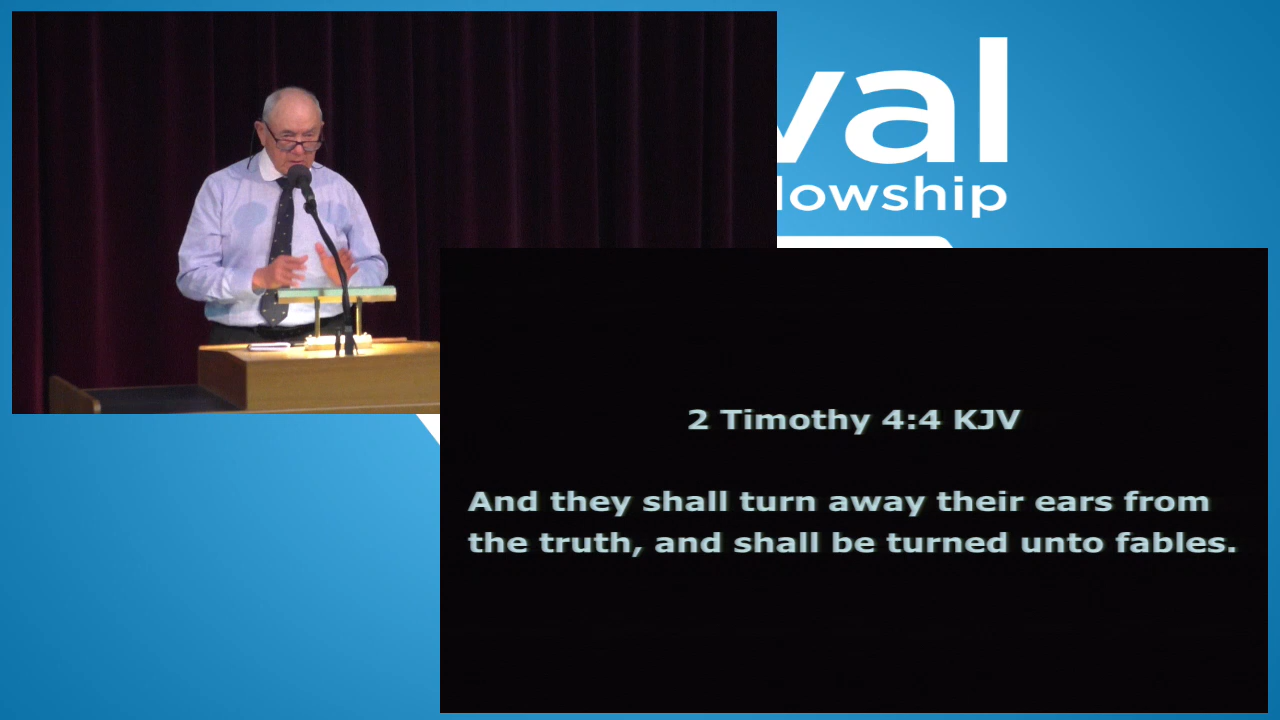 val
lowship
2 Timothy 4:4 KJV
And they shall turn away their ears from
the truth, and shall be turned unto fables.